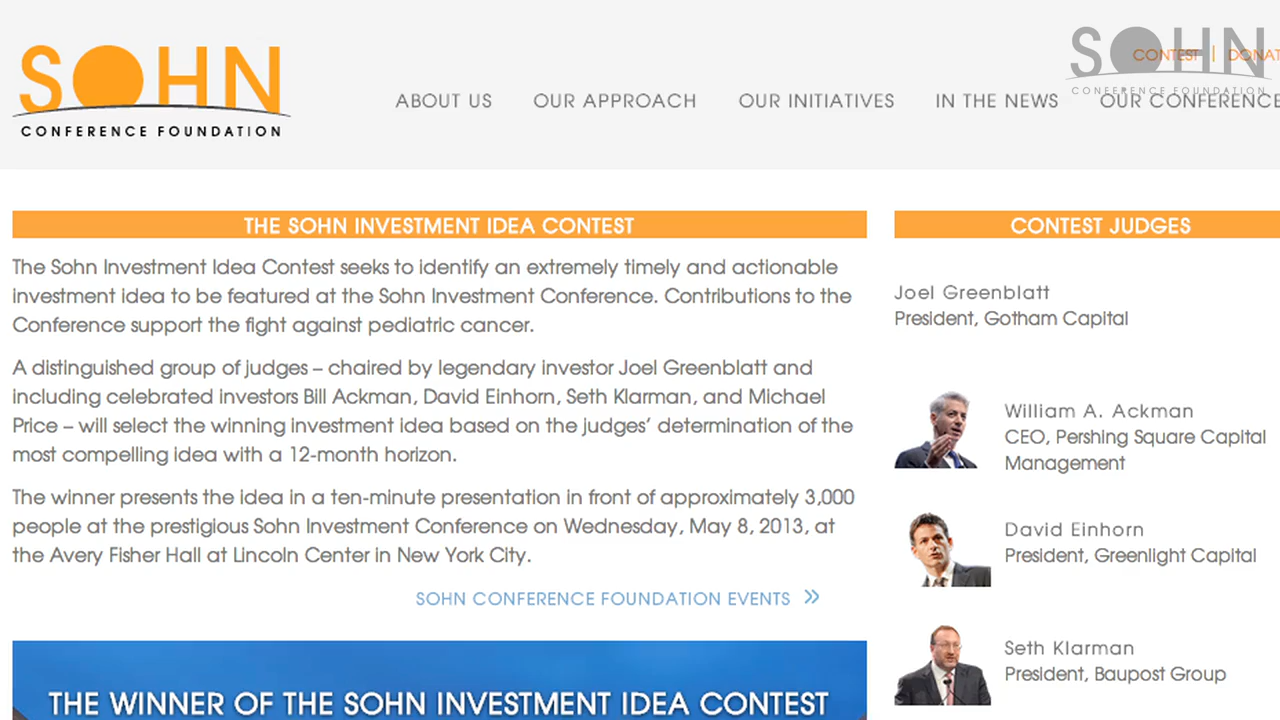 SOHN
CONFERENCE FOUNDATION
SOHN
CONFERENCE FOUNDATION
CONTEST | DONAT
ABOUT US
OUR APPROACH
OUR INITIATIVES
IN THE NEWS
OUR CONFERENCE
THE SOHN INVESTMENT IDEA CONTEST
The Sohn Investment Idea Contest seeks to identify an extremely timely and actionable
investment idea to be featured at the Sohn Investment Conference. Contributions to the
Conference support the fight against pediatric cancer.
A distinguished group of judges – chaired by legendary investor Joel Greenblatt and
including celebrated investors Bill Ackman, David Einhorn, Seth Klarman, and Michael
Price – will select the winning investment idea based on the judges’ determination of the
most compelling idea with a 12-month horizon.
The winner presents the idea in a ten-minute presentation in front of approximately 3,000
people at the prestigious Sohn Investment Conference on Wednesday, May 8, 2013, at
the Avery Fisher Hall at Lincoln Center in New York City.
SOHN CONFERENCE FOUNDATION EVENTS »
THE WINNER OF THE SOHN INVESTMENT IDEA CONTEST
CONTEST JUDGES
Joel Greenblatt
President, Gotham Capital
William A. Ackman
CEO, Pershing Square Capital
Management
David Einhorn
President, Greenlight Capital
Seth Klarman
President, Baupost Group